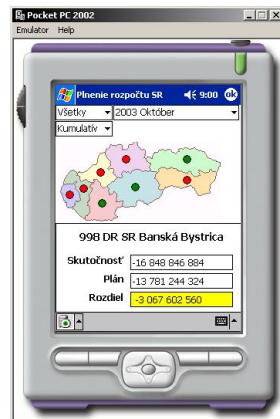 Pocket PC 2002
Emulator Help
Plnenie rozpočtu SR 9:00 ok
Všetky 2003 Október
Kumulatív
998 DR SR Banská Bystrica
Skutočnosť -16 848 846 884
Plán -13 781 244 324
Rozdiel -3 067 602 560